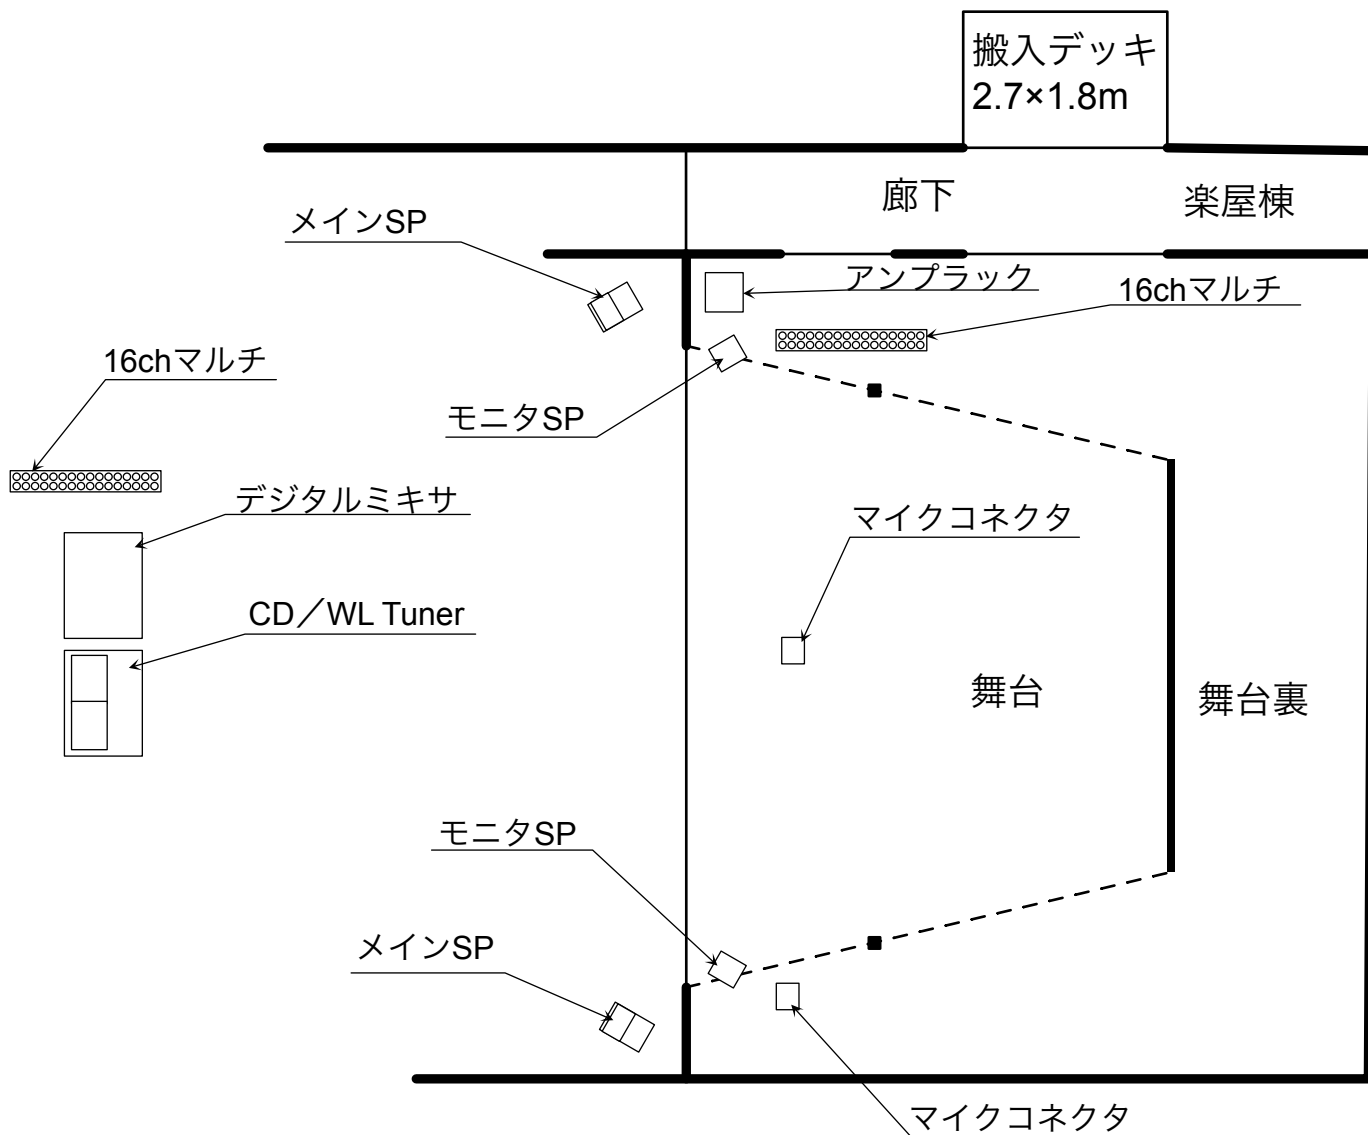 搬入デッキ
2.7×1.8m
廊下
楽屋棟
メインSP
アンプラック
16chマルチ
16chマルチ
モニタSP
デジタルミキサ
マイクコネクタ
CD／WL Tuner
舞台
舞台裏
モニタSP
メインSP
マイクコネクタ